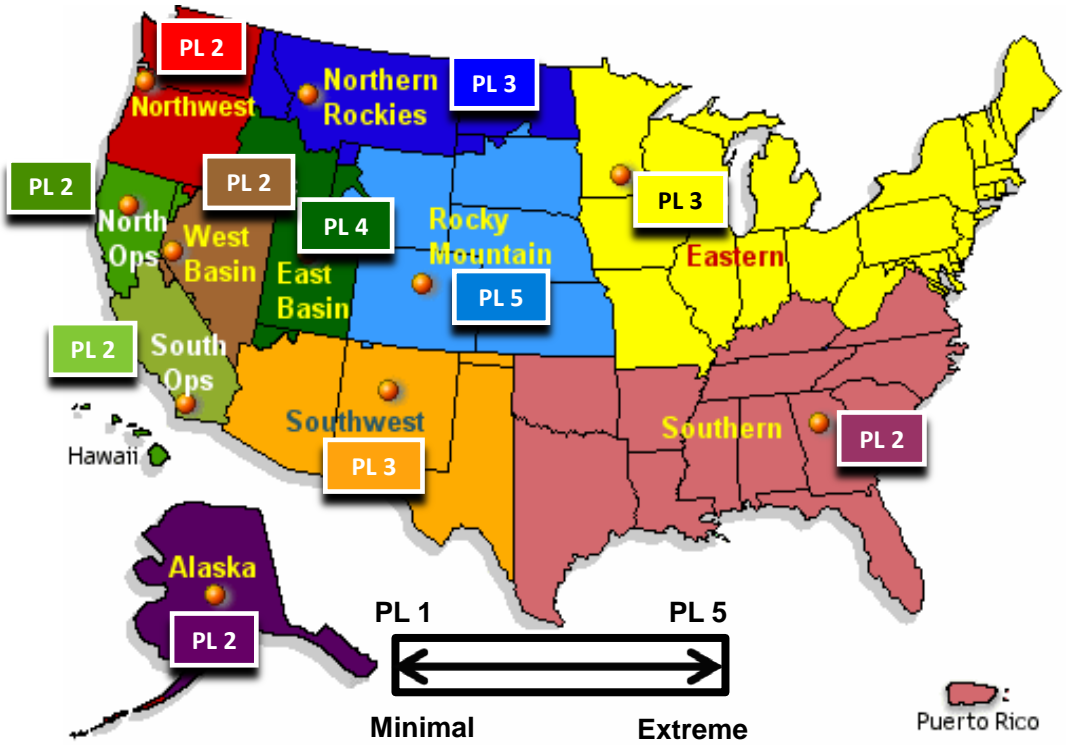 PL 2
Northwest
Northern
Rockies
PL 3
PL 2
North
Ops
PL 2
West
Basin
PL 4
East
Basin
Rocky
Mountain
PL 5
PL 3
Eastern
PL 2
South
Ops
Southwest
PL 3
Southern
PL 2
Hawaii
Alaska
PL 2
PL 1
PL 5
Minimal
Extreme
Puerto Rico